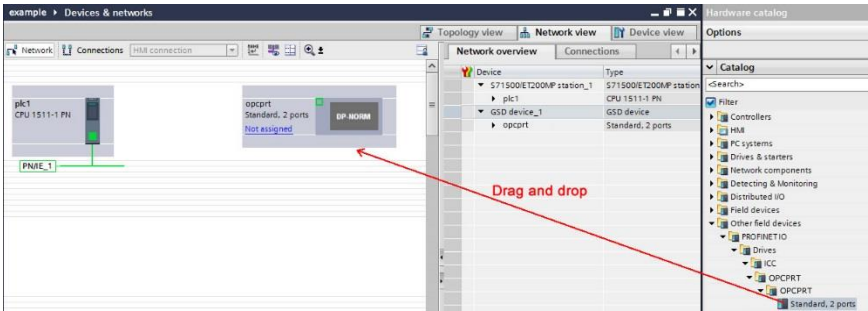 example ▸ Devices & networks
Hardware catalog
Topology view Network view Device view
Options
Network Connections HMI connection
Network overview Connections
Catalog
Device Type
<Search>
S71500/ET200MP station_1 S71500/ET200MP station
Filter
plc1 CPU 1511-1 PN
Controllers
GSD device_1 GSD device
HMI
opcprt Standard, 2 ports
PC systems
Drives & starters
Network components
Detecting & Monitoring
Distributed I/O
Field devices
Other field devices
PROFINET IO
Drives
ICC
OPCPRT
OPCPRT
Standard, 2 ports
plc1
CPU 1511-1 PN
opcprt
Standard, 2 ports
Not assigned
DP-NORM
PN/IE_1
Drag and drop